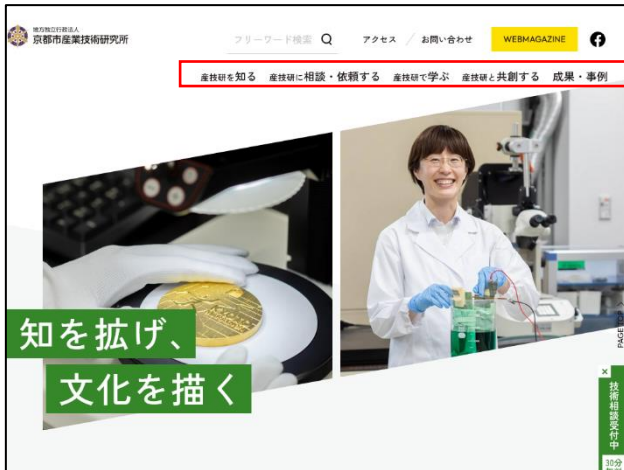 地方独立行政法人
京都市産業技術研究所
フリーワード検索
アクセス / お問い合わせ
WEBMAGAZINE
産技研を知る 産技研に相談・依頼する 産技研で学ぶ 産技研と共創する 成果・事例
知を拡げ、
文化を描く
PAGE TOP
×
技術相談受付中
30分